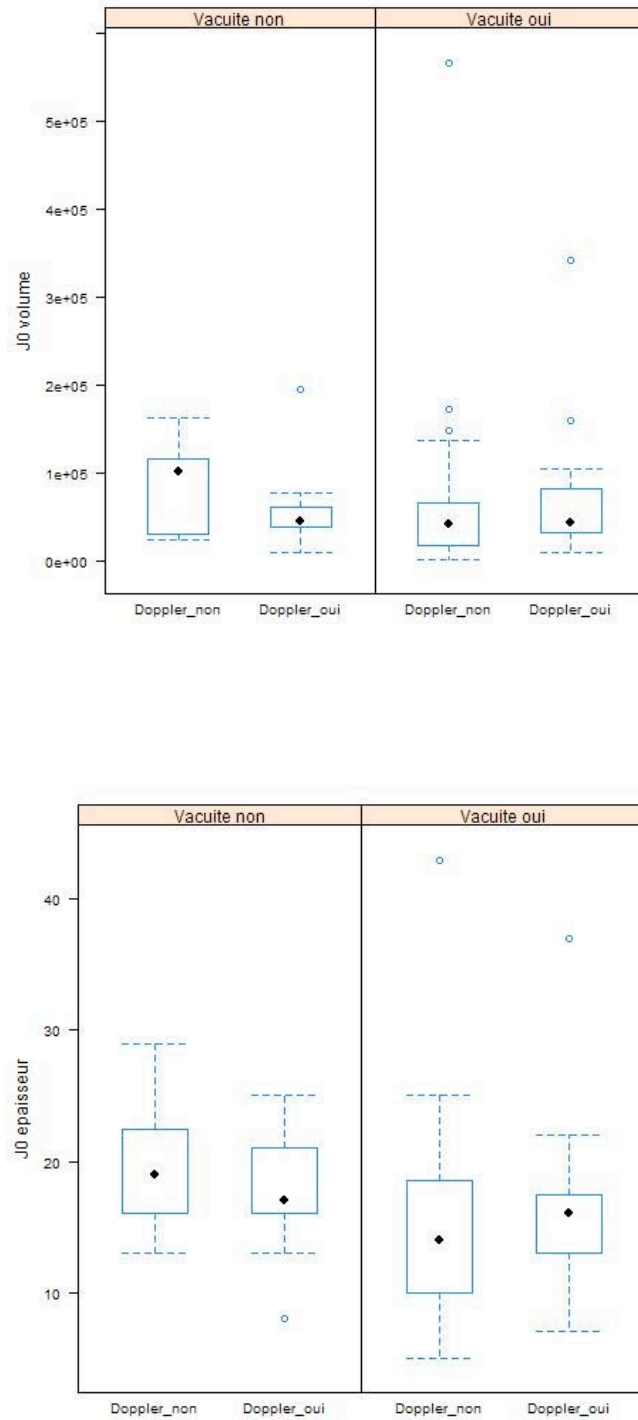 Vacuite non Vacuite oui
5e+05
4e+05
3e+05
2e+05
1e+05
0e+00
J0 volume
Doppler_non Doppler_oui Doppler_non Doppler_oui
Vacuite non Vacuite oui
40
30
20
10
J0 epaisseur
Doppler_non Doppler_oui Doppler_non Doppler_oui